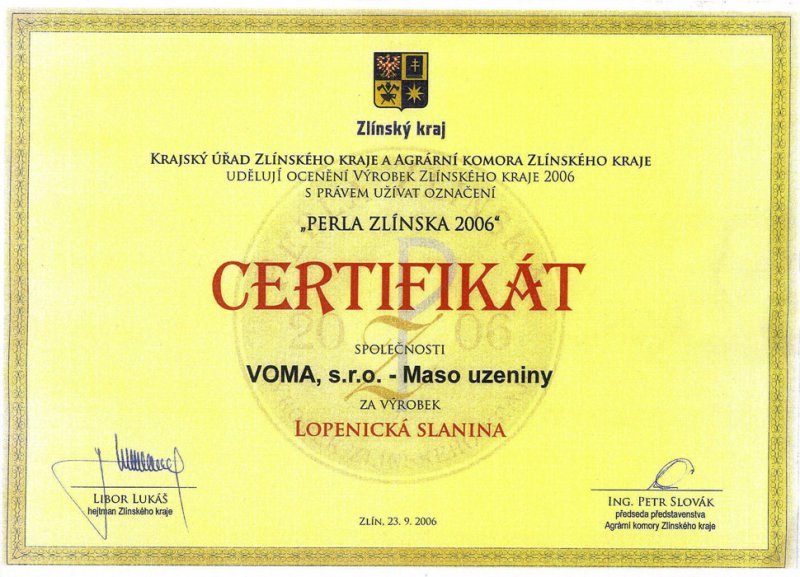 Zlínský kraj
Krajský úřad Zlínského kraje a Agrární komora Zlínského kraje
udělují ocenění Výrobek Zlínského kraje 2006
s právem užívat označení
„PERLA ZLÍNSKA 2006“
CERTIFIKÁT
20 06
společnosti
VOMA, s.r.o. - Maso uzeniny
za výrobek
Lopenická slanina
Libor Lukáš
hejtman Zlínského kraje
Ing. Petr Slovák
předseda představenstva
Agrární komory Zlínského kraje
Zlín, 23. 9. 2006